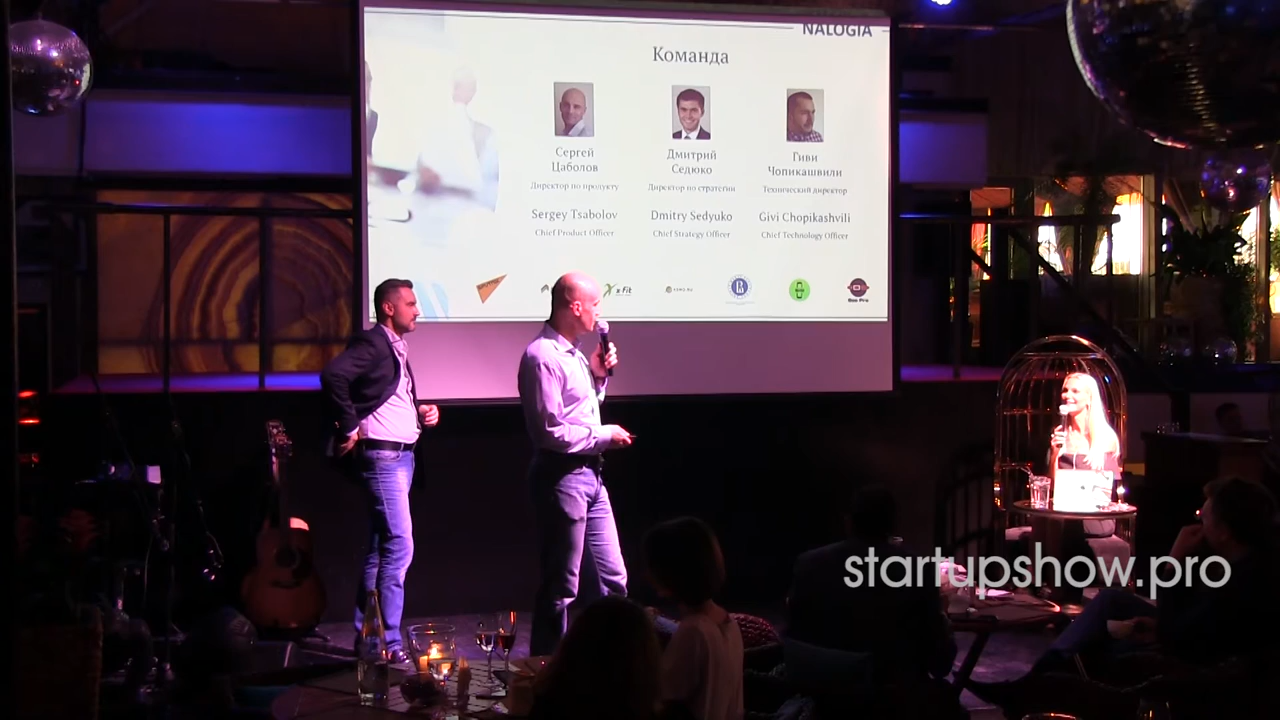 NALOGIA
Команда
Сергей
Цаболов
Директор по продукту
Sergey Tsabolov
Chief Product Officer
Дмитрий
Седюко
Директор по стратегии
Dmitry Sedyuko
Chief Strategy Officer
Гиви
Чопикашвили
Технический директор
Givi Chopikashvili
Chief Technology Officer
x Fit
startupshow.pro